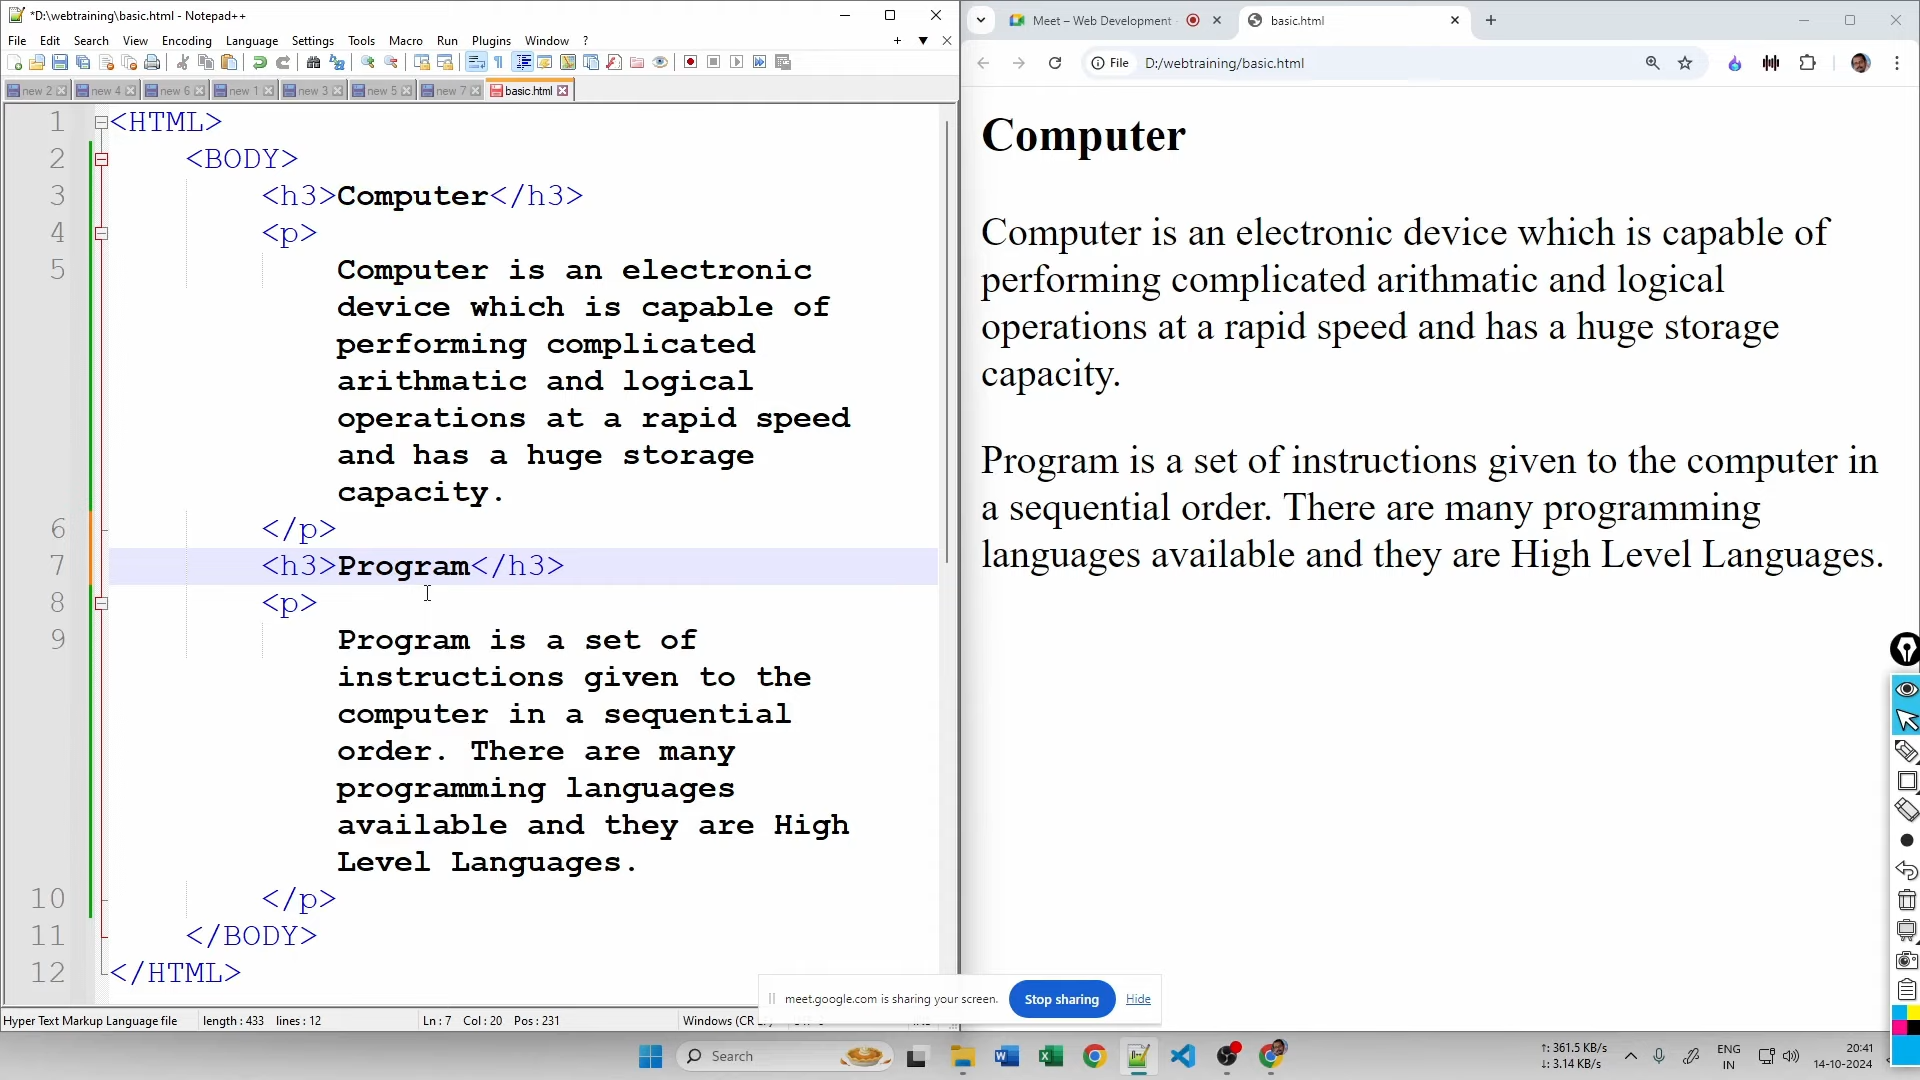 *D:\webtraining\basic.html - Notepad++
File Edit Search View Encoding Language Settings Tools Macro Run Plugins Window ?
new 2 new 4 new 6 new 1 new 3 new 5 new 7 basic.html
1 <HTML>
2 <BODY>
3 <h3>Computer</h3>
4 <p>
5 Computer is an electronic
device which is capable of
performing complicated
arithmatic and logical
operations at a rapid speed
and has a huge storage
capacity.
6 </p>
7 <h3>Program</h3>
8 <p>
9 Program is a set of
instructions given to the
computer in a sequential
order. There are many
programming languages
available and they are High
Level Languages.
10 </p>
11 </BODY>
12 </HTML>
Hyper Text Markup Language file length : 433 lines : 12 Ln : 7 Col : 20 Pos : 231 Windows (CR
Meet – Web Development basic.html
File D:/webtraining/basic.html
Computer
Computer is an electronic device which is capable of
performing complicated arithmatic and logical
operations at a rapid speed and has a huge storage
capacity.
Program is a set of instructions given to the computer in
a sequential order. There are many programming
languages available and they are High Level Languages.
meet.google.com is sharing your screen. Stop sharing Hide
Search
↑: 361.5 KB/s
↓: 3.14 KB/s
ENG
IN
20:41
14-10-2024